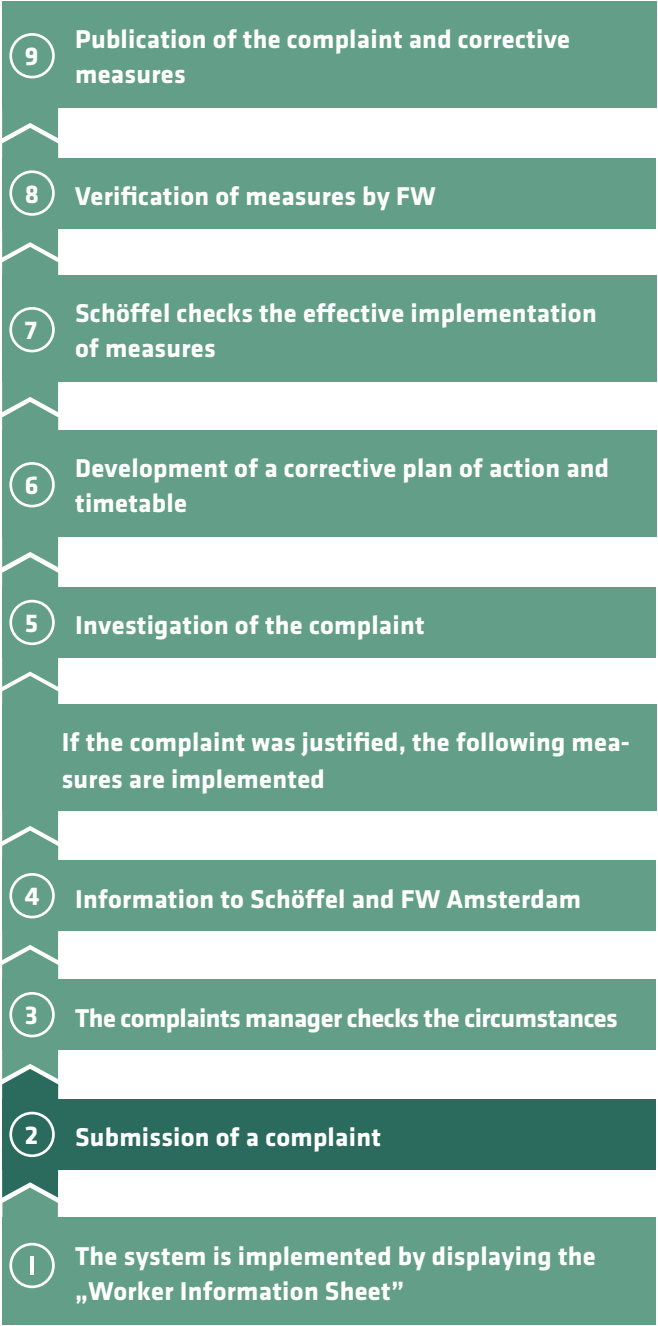 9 Publication of the complaint and corrective
measures
8 Verification of measures by FW
7 Schöffel checks the effective implementation
of measures
6 Development of a corrective plan of action and
timetable
5 Investigation of the complaint
If the complaint was justified, the following mea-
sures are implemented
4 Information to Schöffel and FW Amsterdam
3 The complaints manager checks the circumstances
2 Submission of a complaint
1 The system is implemented by displaying the
„Worker Information Sheet”